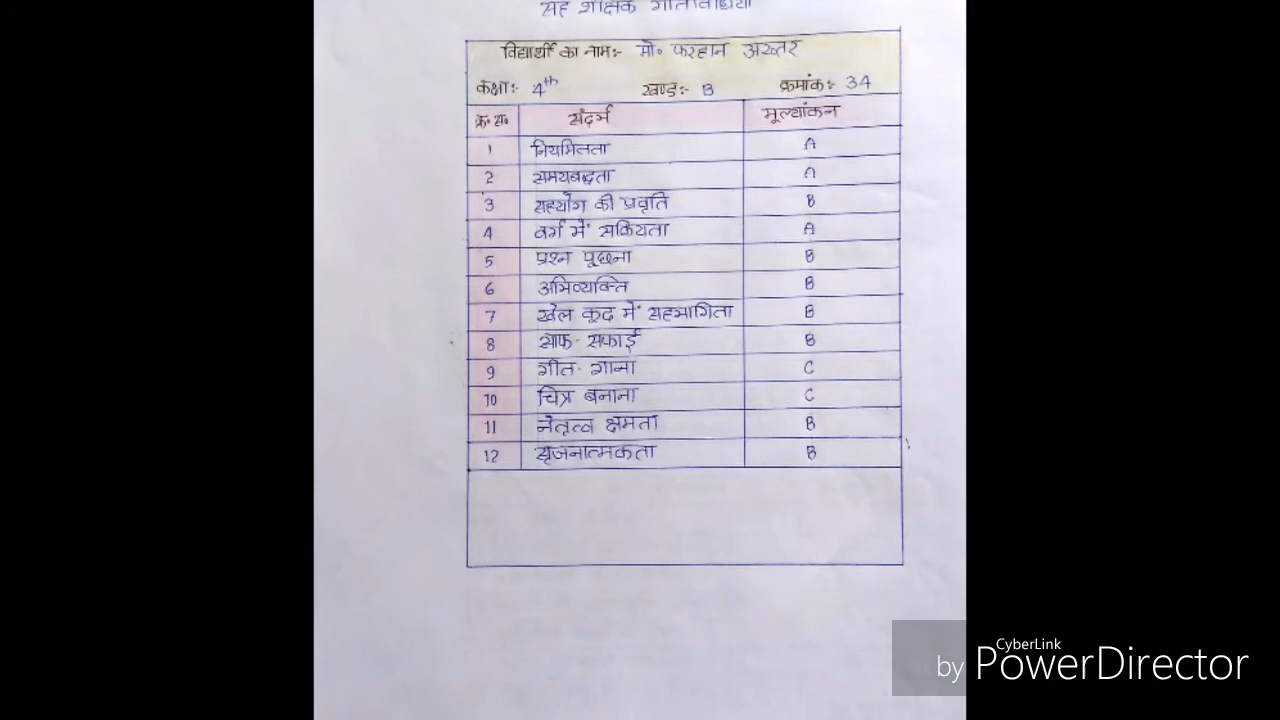 सह शैक्षिक गतिविधियाँ
विद्यार्थी का नाम:- मो॰ फरहान अख्तर
कक्षा:- 4th खण्ड:- B क्रमांक:- 34
क्र॰ स॰ संदर्भ मूल्यांकन
1 नियमितता A
2 समयबद्धता A
3 सहयोग की प्रवृति B
4 वर्ग में सक्रियता A
5 प्रश्न पूछना B
6 अभिव्यक्ति B
7 खेल कूद में सहभागिता B
8 साफ-सफाई B
9 गीत-गाना C
10 चित्र बनाना C
11 नेतृत्व क्षमता B
12 सृजनात्मकता B
CyberLink
by PowerDirector